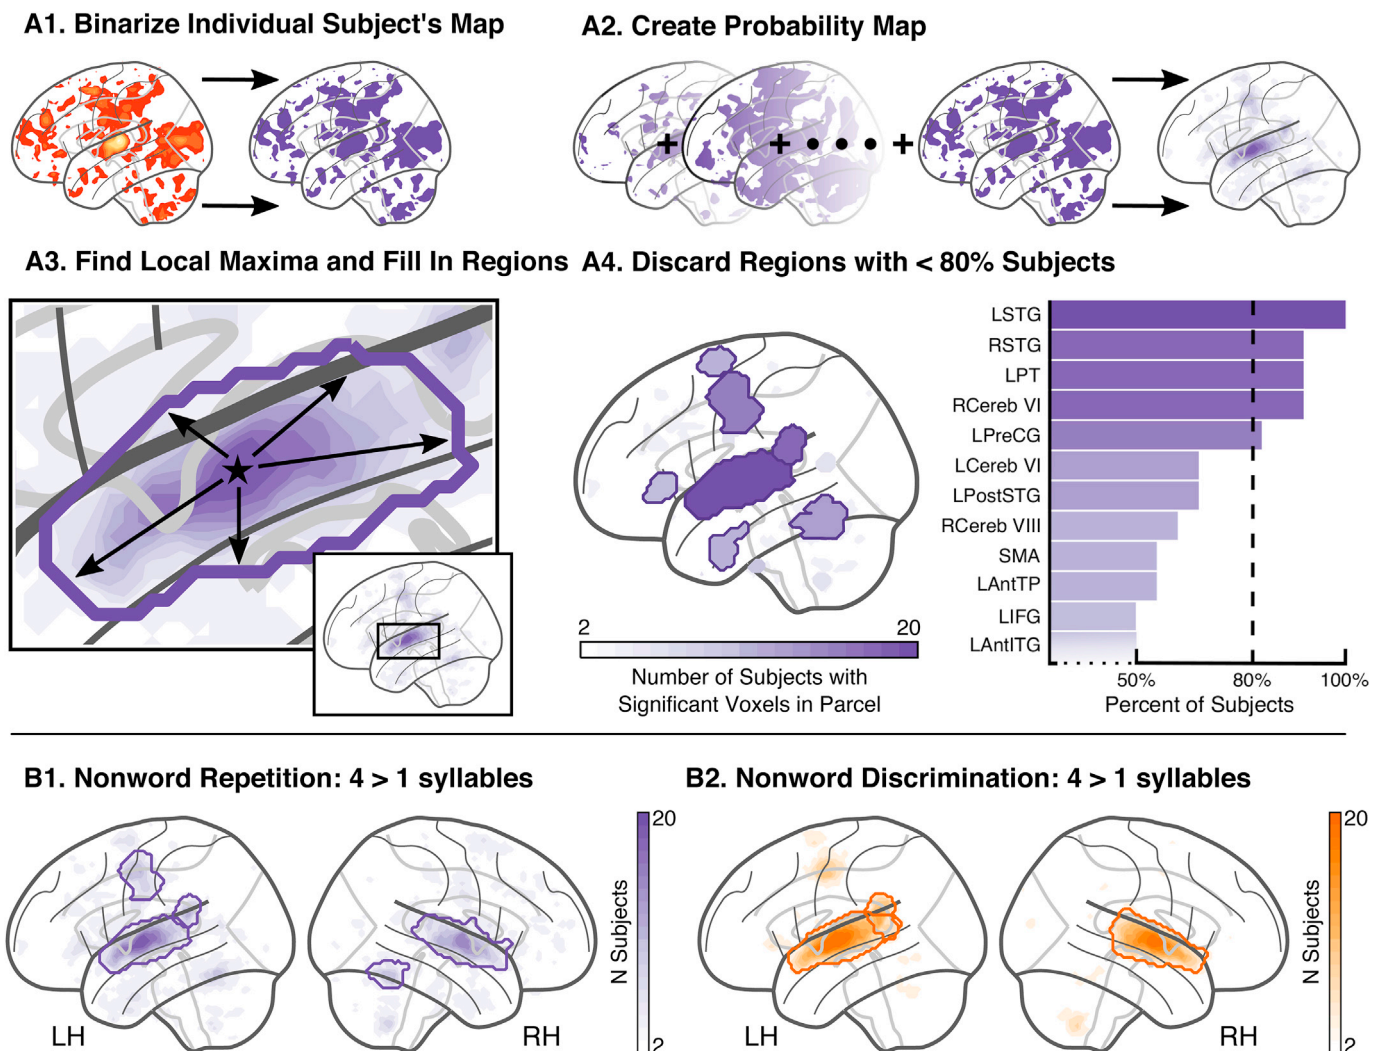 A1. Binarize Individual Subject's Map
A2. Create Probability Map
+ + • • • • +
A3. Find Local Maxima and Fill In Regions
A4. Discard Regions with < 80% Subjects
LSTG
RSTG
LPT
RCereb VI
LPreCG
LCereb VI
LPostSTG
RCereb VIII
SMA
LAntTP
LIFG
LAntITG
50% 80% 100%
Percent of Subjects
2 20
Number of Subjects with
Significant Voxels in Parcel
B1. Nonword Repetition: 4 > 1 syllables
LH
RH
20
N Subjects
2
B2. Nonword Discrimination: 4 > 1 syllables
LH
RH
20
N Subjects
2